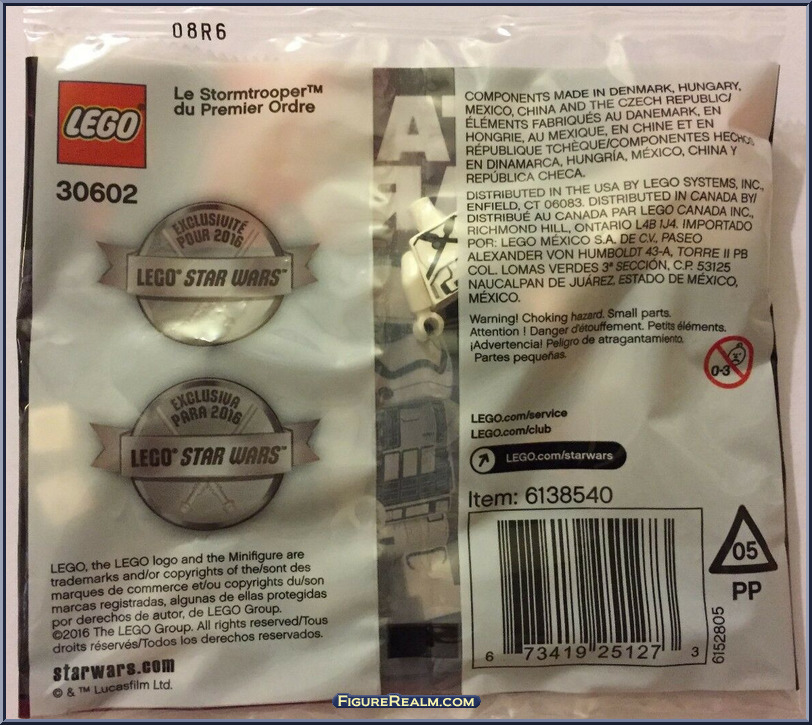 08R6
LEGO®
Le Stormtrooper™
du Premier Ordre
30602
EXCLUSIVITÉ
POUR 2016
LEGO® STAR WARS™
EXCLUSIVA
PARA 2016
LEGO® STAR WARS™
LEGO, the LEGO logo and the Minifigure are
trademarks and/or copyrights of the/sont des
marques de commerce et/ou copyrights du/son
marcas registradas, algunas de ellas protegidas
por derechos de autor, de LEGO Group.
©2016 The LEGO Group. All rights reserved/Tous
droits réservés/Todos los derechos reservados.
starwars.com
© & ™ Lucasfilm Ltd.
COMPONENTS MADE IN DENMARK, HUNGARY,
MEXICO, CHINA AND THE CZECH REPUBLIC/
ÉLÉMENTS FABRIQUÉS AU DANEMARK, EN
HONGRIE, AU MEXIQUE, EN CHINE ET EN
RÉPUBLIQUE TCHÈQUE/COMPONENTES HECHOS
EN DINAMARCA, HUNGRÍA, MÉXICO, CHINA Y
REPÚBLICA CHECA.
DISTRIBUTED IN THE USA BY LEGO SYSTEMS, INC.,
ENFIELD, CT 06083. DISTRIBUTED IN CANADA BY/
DISTRIBUÉ AU CANADA PAR LEGO CANADA INC.,
RICHMOND HILL, ONTARIO L4B 1J4. IMPORTADO
POR: LEGO MÉXICO S.A. DE C.V., PASEO
ALEXANDER VON HUMBOLDT 43-A, TORRE II PB
COL. LOMAS VERDES 3ª SECCIÓN, C.P. 53125
NAUCALPAN DE JUÁREZ, ESTADO DE MÉXICO,
MÉXICO.
Warning! Choking hazard. Small parts.
Attention ! Danger d'étouffement. Petits éléments.
¡Advertencia! Peligro de atragantamiento.
Partes pequeñas.
0-3
LEGO.com/service
LEGO.com/club
LEGO.com/starwars
Item: 6138540
6 73419 25127 3
6152805
05
PP
FIGUREREALM.COM